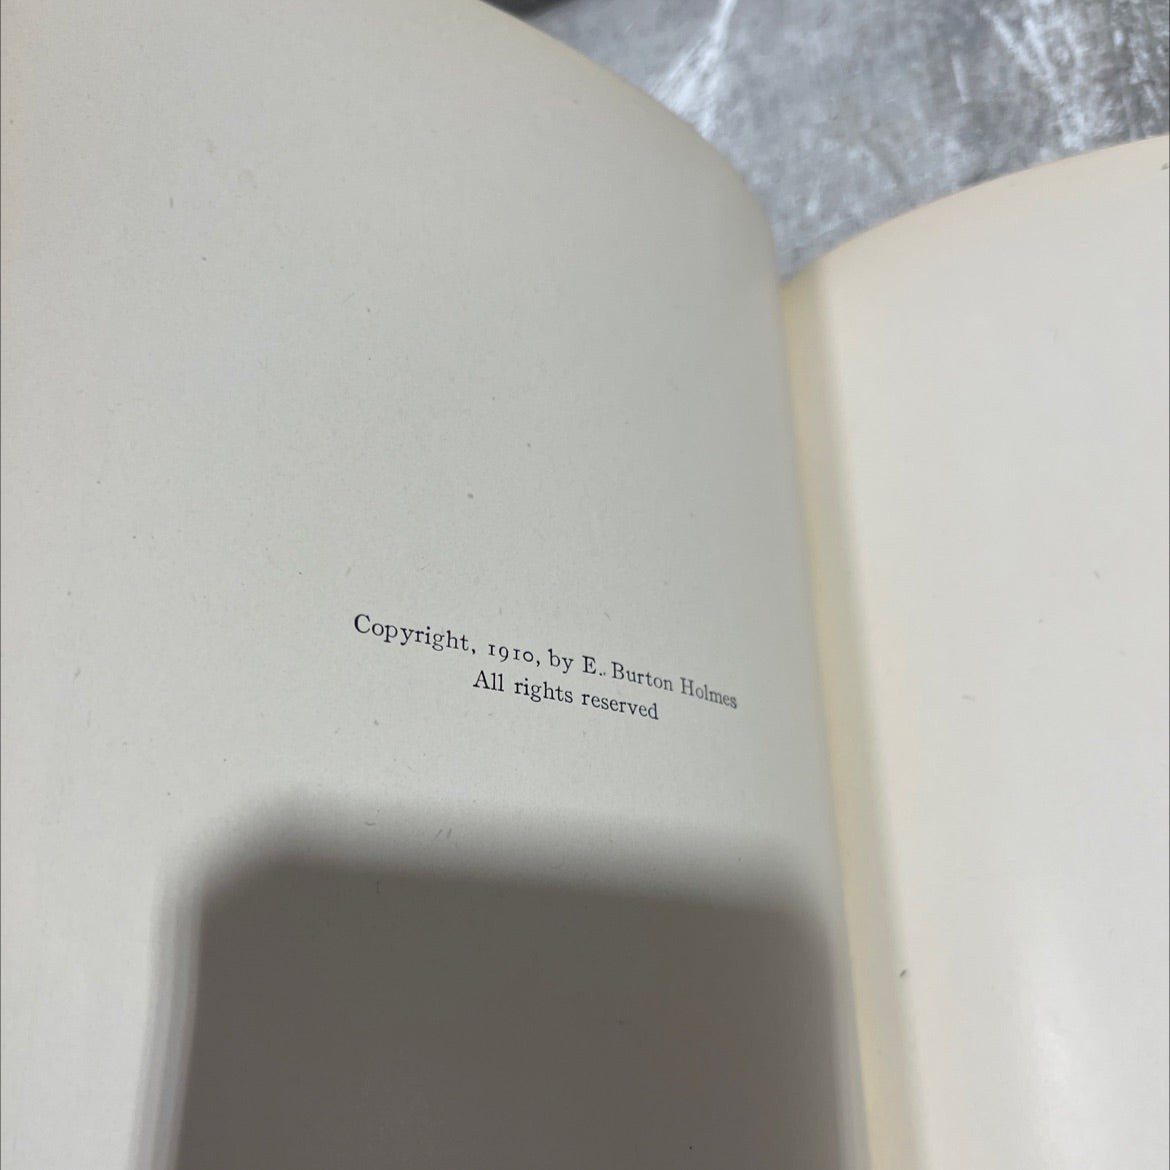 Copyright, 1910, by E. Burton Holmes
All rights reserved